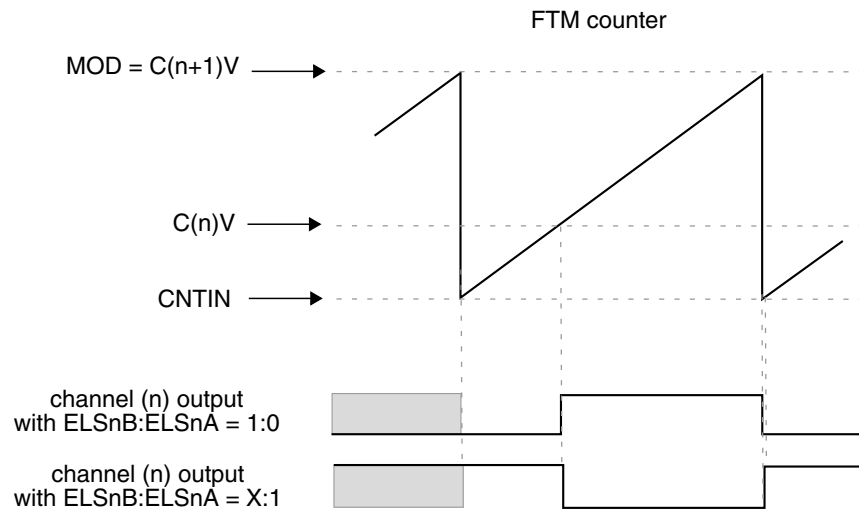 FTM counter
MOD = C(n+1)V
C(n)V
CNTIN
channel (n) output
with ELSnB:ELSnA = 1:0
channel (n) output
with ELSnB:ELSnA = X:1